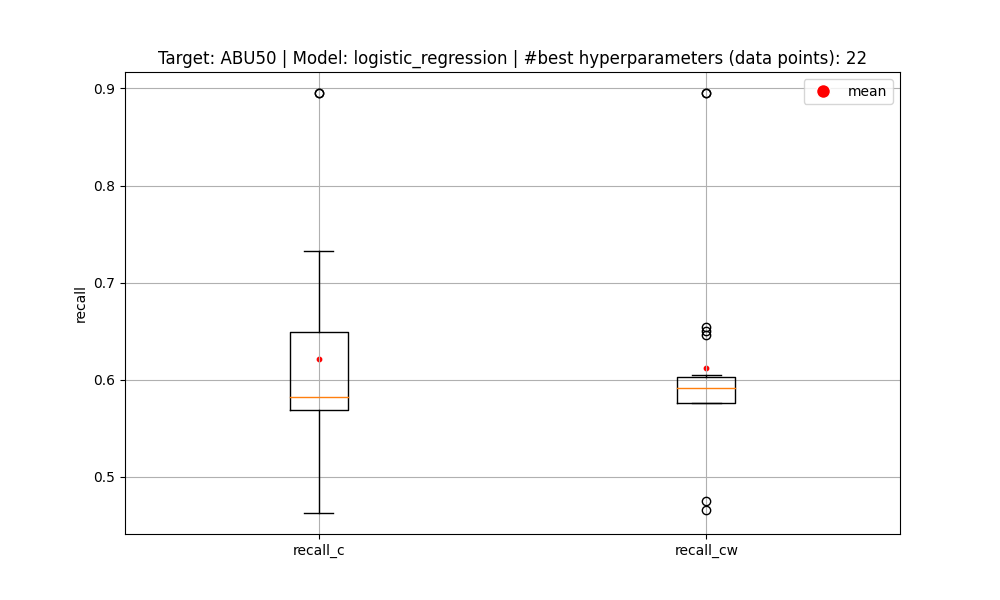 Target: ABU50 | Model: logistic_regression | #best hyperparameters (data points): 22
mean
0.9
0.8
0.7
0.6
0.5
recall
recall_c
recall_cw